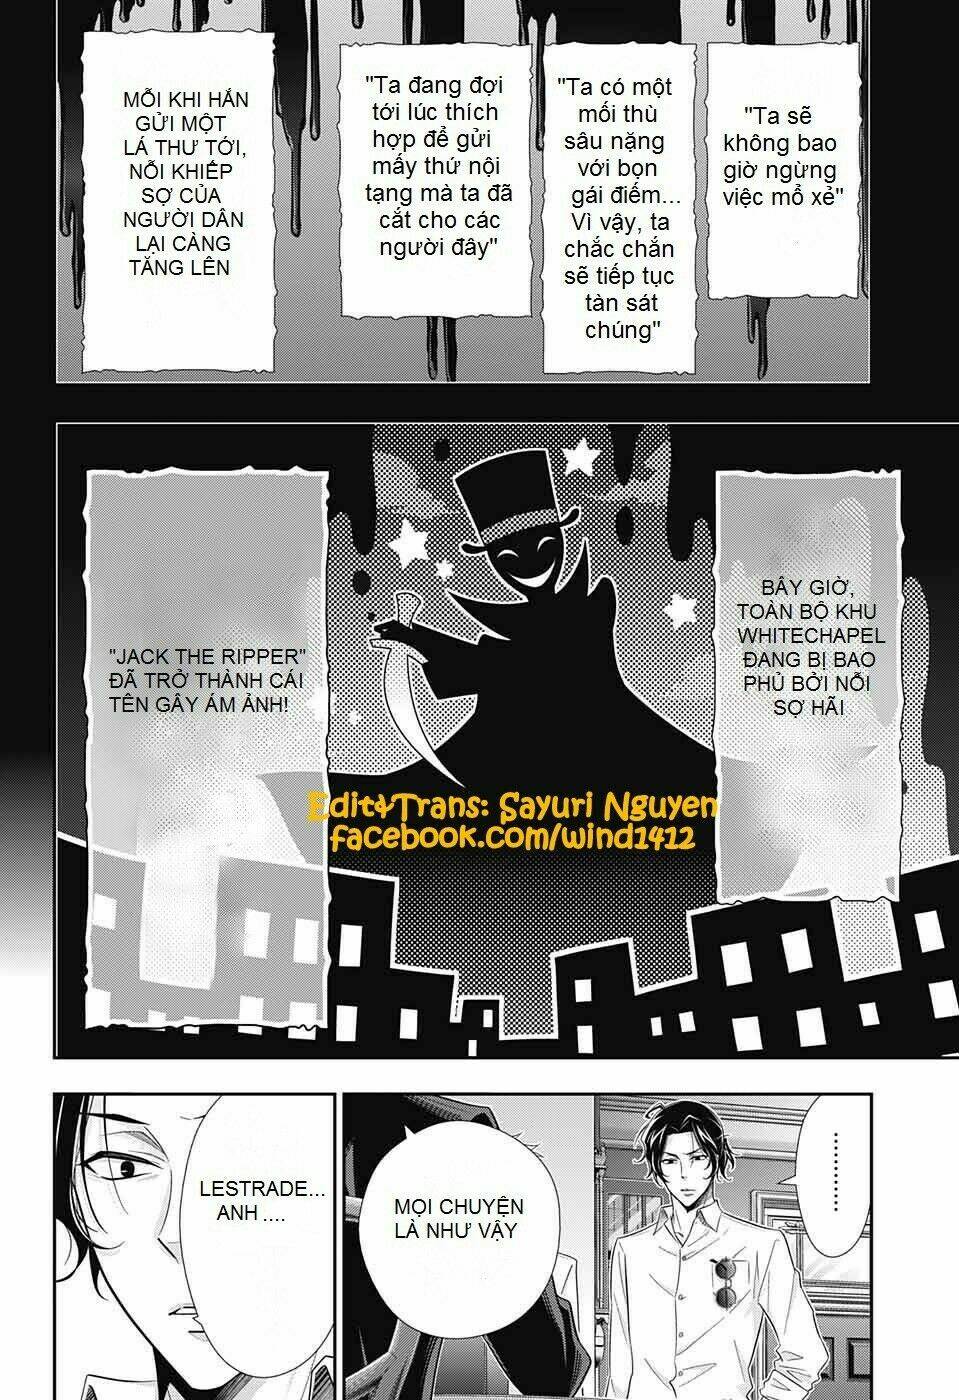 "Ta sẽ
không bao
giờ ngừng
việc mổ xẻ"
"Ta có một
mối thù
sâu nặng
với bọn
gái điếm...
Vì vậy, ta
chắc chắn
sẽ tiếp tục
tàn sát
chúng"
"Ta đang đợi
tới lúc thích
hợp để gửi
mấy thứ nội
tạng mà ta đã
cắt cho các
người đây"
MỖI KHI HẮN
GỬI MỘT
LÁ THƯ TỚI,
NỖI KHIẾP
SỢ CỦA
NGƯỜI DÂN
LẠI CÀNG
TĂNG LÊN
BÂY GIỜ,
TOÀN BỘ KHU
WHITECHAPEL
ĐANG BỊ BAO
PHỦ BỞI NỖI
SỢ HÃI
"JACK THE RIPPER"
ĐÃ TRỞ THÀNH CÁI
TÊN GÂY ÁM ẢNH!
Edit&Trans: Sayuri Nguyen
facebook.com/wind1412
..........
MỌI CHUYỆN
LÀ NHƯ VẬY
LESTRADE...
ANH ....